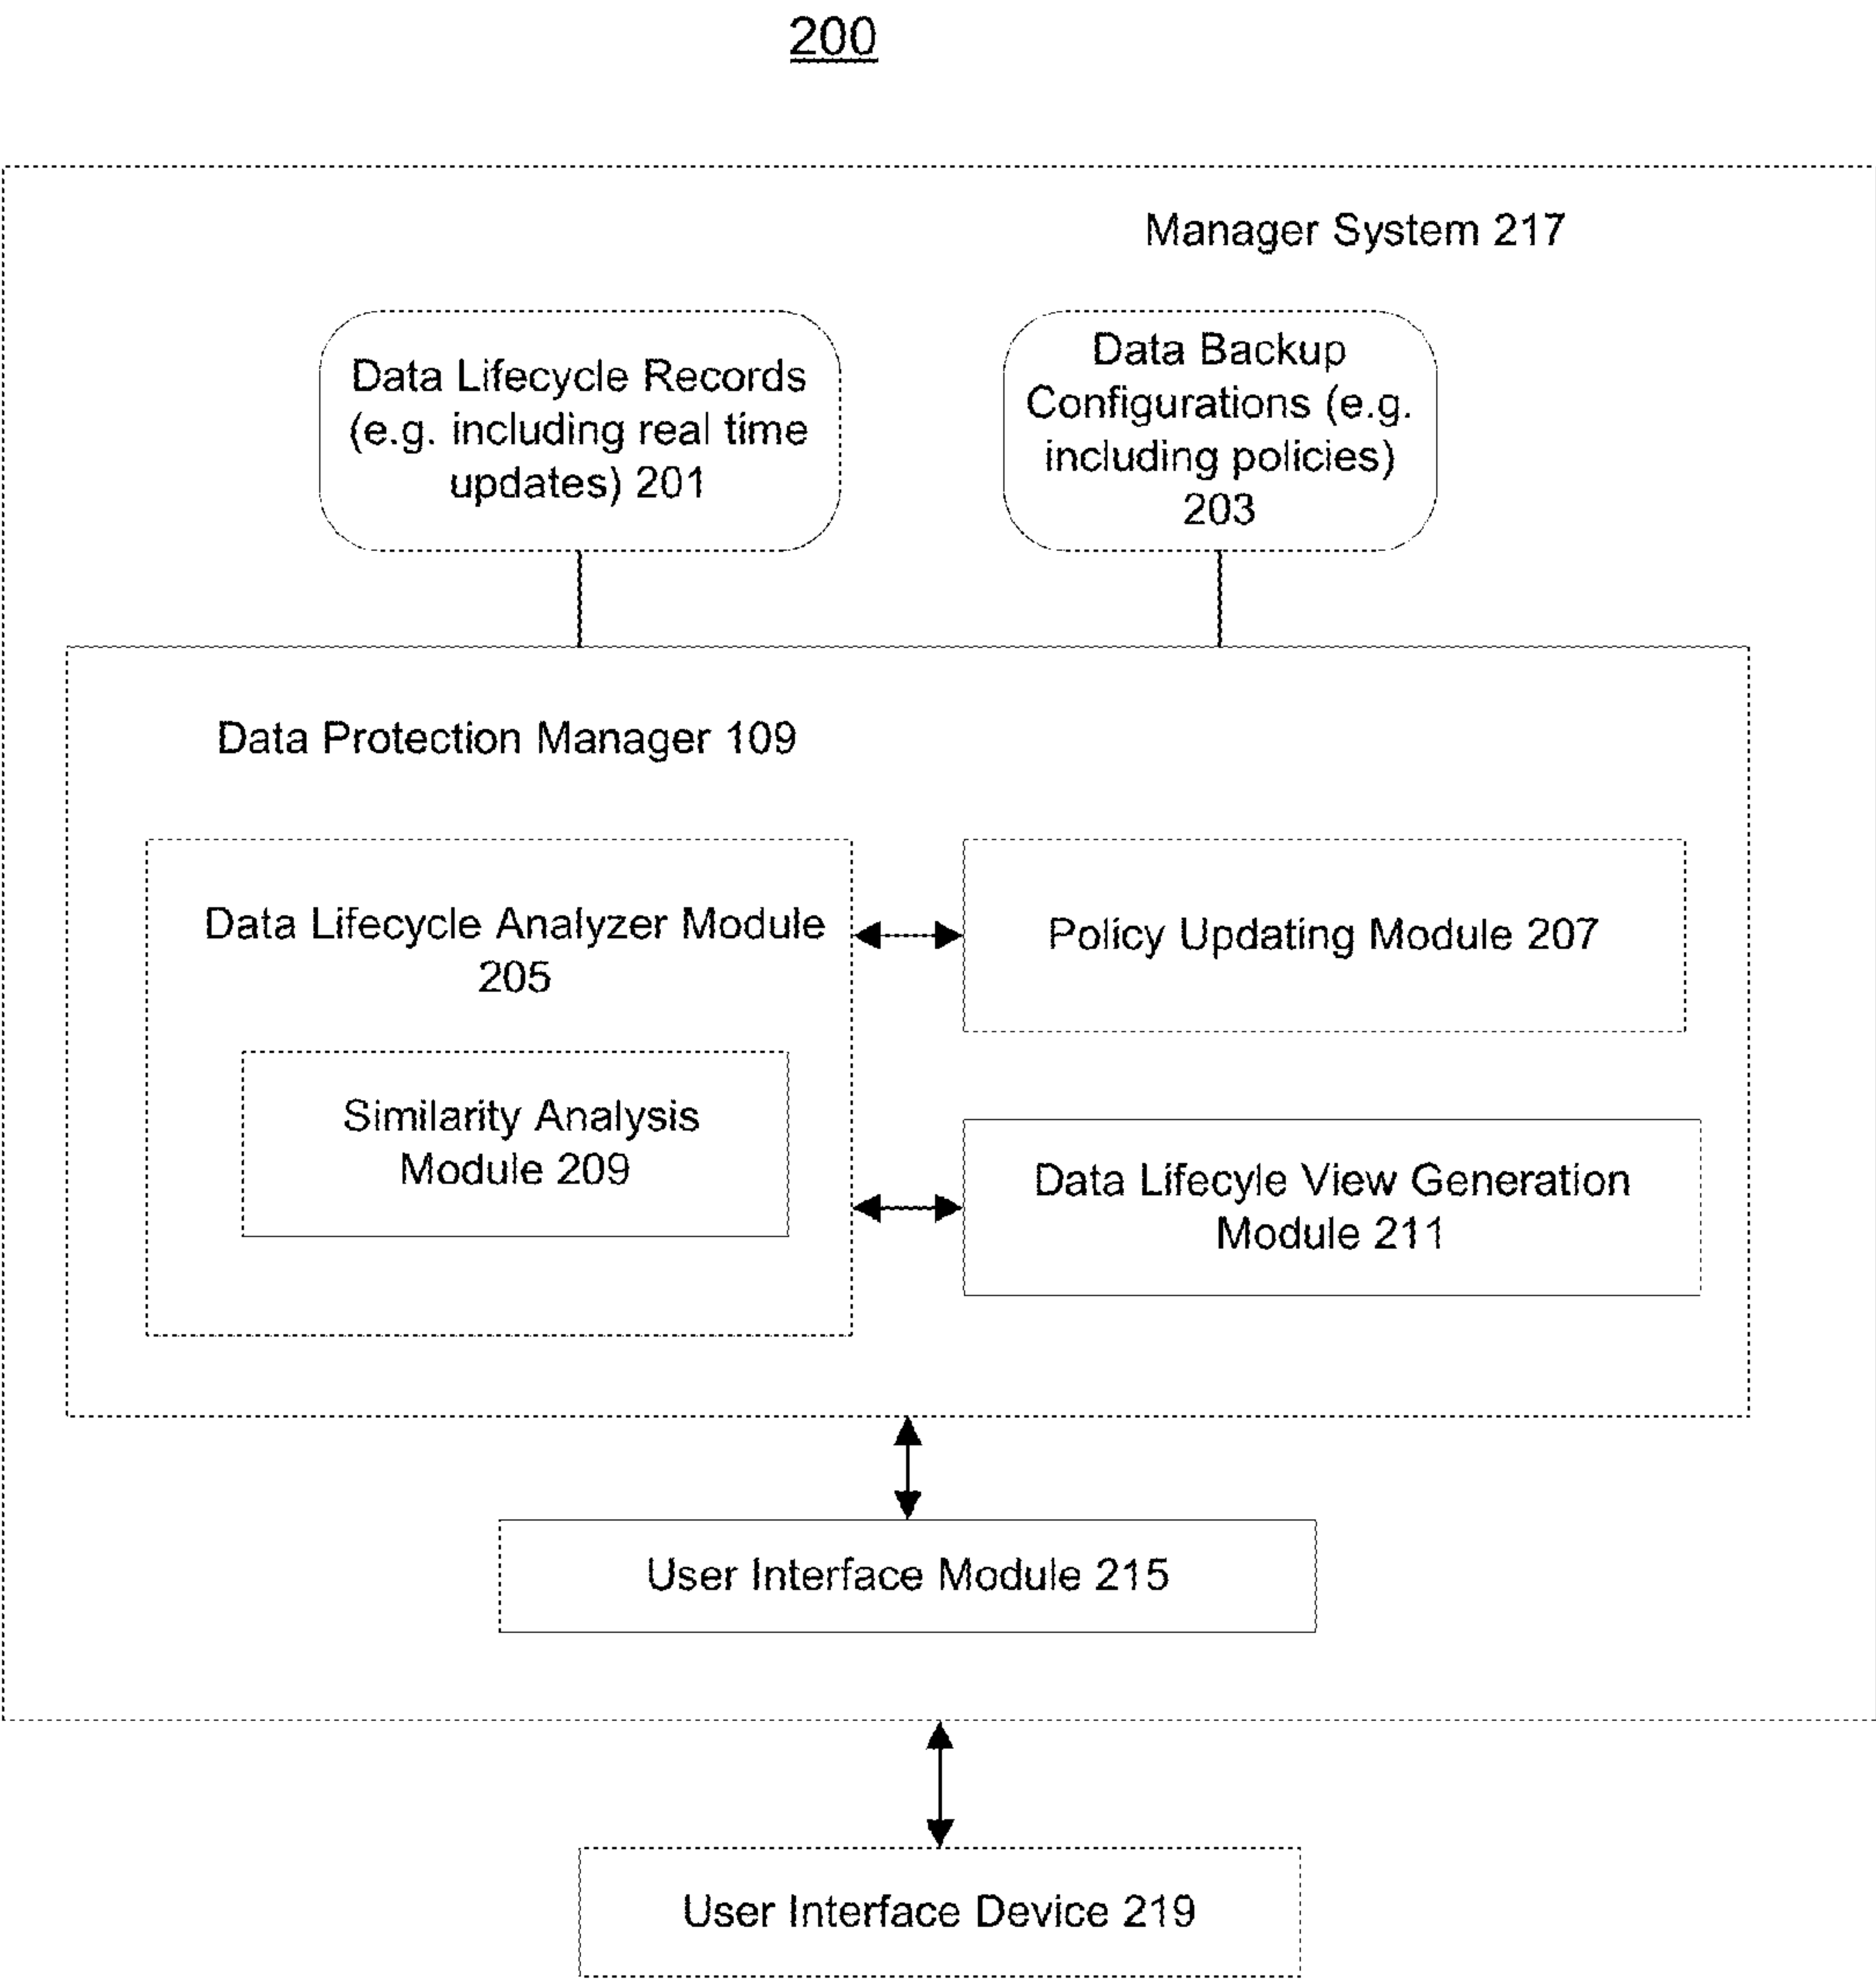 200
Manager System 217
Data Lifecycle Records
(e.g. including real time
updates) 201
Data Backup
Configurations (e.g.
including policies)
203
Data Protection Manager 109
Data Lifecycle Analyzer Module
205
Policy Updating Module 207
Similarity Analysis
Module 209
Data Lifecyle View Generation
Module 211
User Interface Module 215
User Interface Device 219